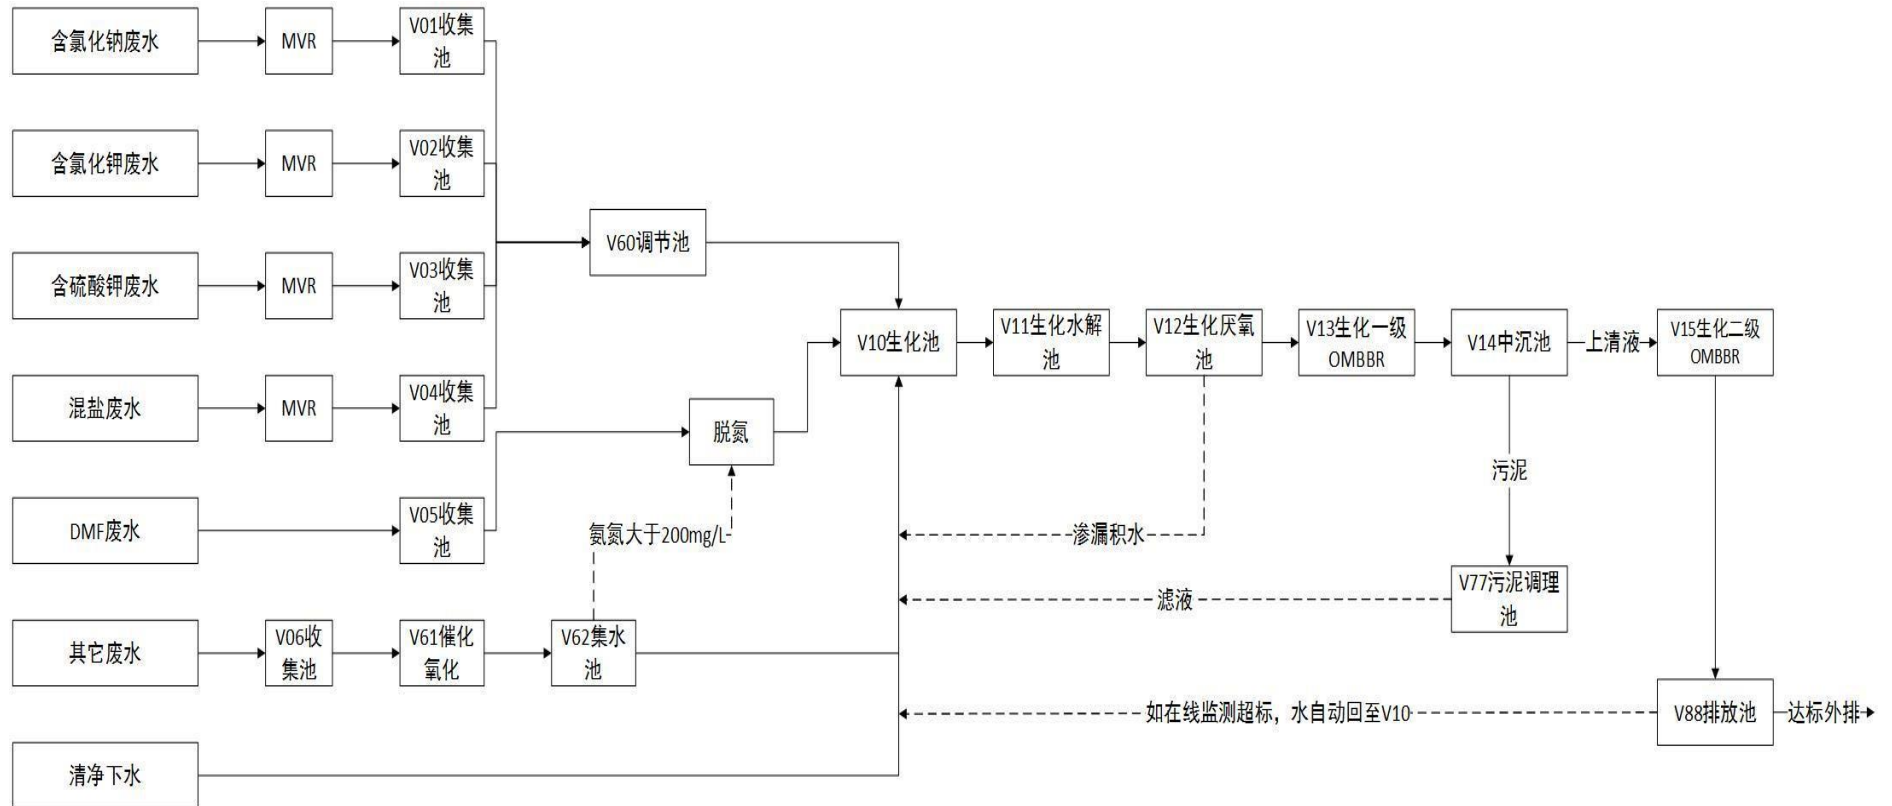 含氯化钠废水
MVR
V01收集
池
含氯化钾废水
MVR
V02收集
池
V60调节池
含硫酸钾废水
MVR
V03收集
池
V10生化池
V11生化水解
池
V12生化厌氧
池
V13生化一级
OMBBR
V14中沉池
上清液
V15生化二级
OMBBR
混盐废水
MVR
V04收集
池
脱氮
污泥
DMF废水
V05收集
池
氨氮大于200mg/L
渗漏积水
滤液
V77污泥调理
池
其它废水
V06收
集池
V61催化
氧化
V62集水
池
如在线监测超标，水自动回至V10
V88排放池
达标外排
清净下水